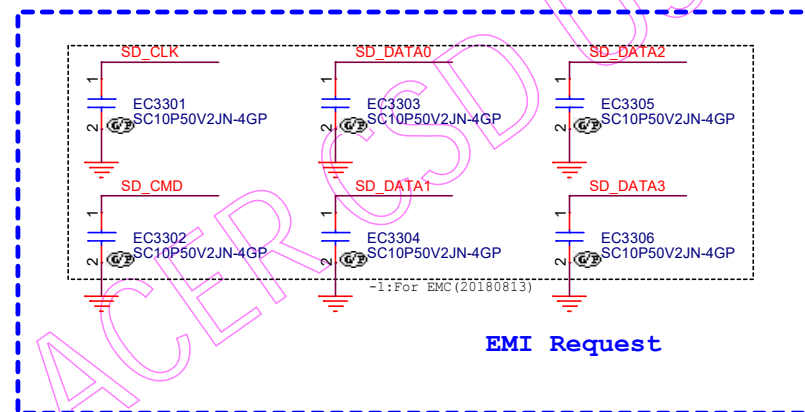 SD_CLK SD_DATA0 SD_DATA2
1 1 1
EC3301 EC3303 EC3305
SC10P50V2JN-4GP SC10P50V2JN-4GP SC10P50V2JN-4GP
2 G/P 2 G/P 2 G/P
SD_CMD SD_DATA1 SD_DATA3
1 1 1
EC3302 EC3304 EC3306
SC10P50V2JN-4GP SC10P50V2JN-4GP SC10P50V2JN-4GP
2 G/P 2 G/P 2 G/P
-1:For EMC(20180813)
EMI Request
ACER CSD